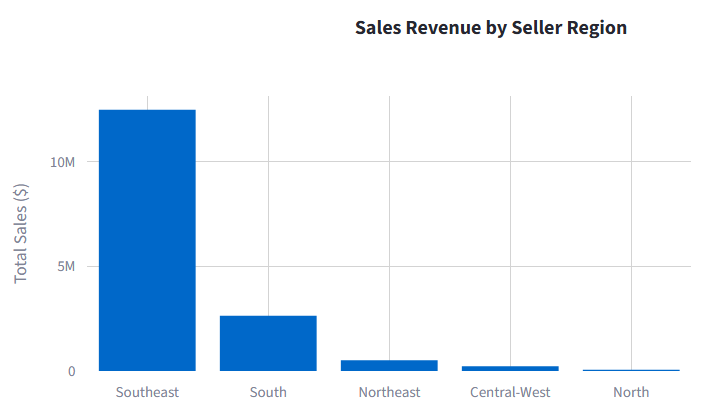 Sales Revenue by Seller Region
Total Sales ($)
10M
5M
0
Southeast
South
Northeast
Central-West
North